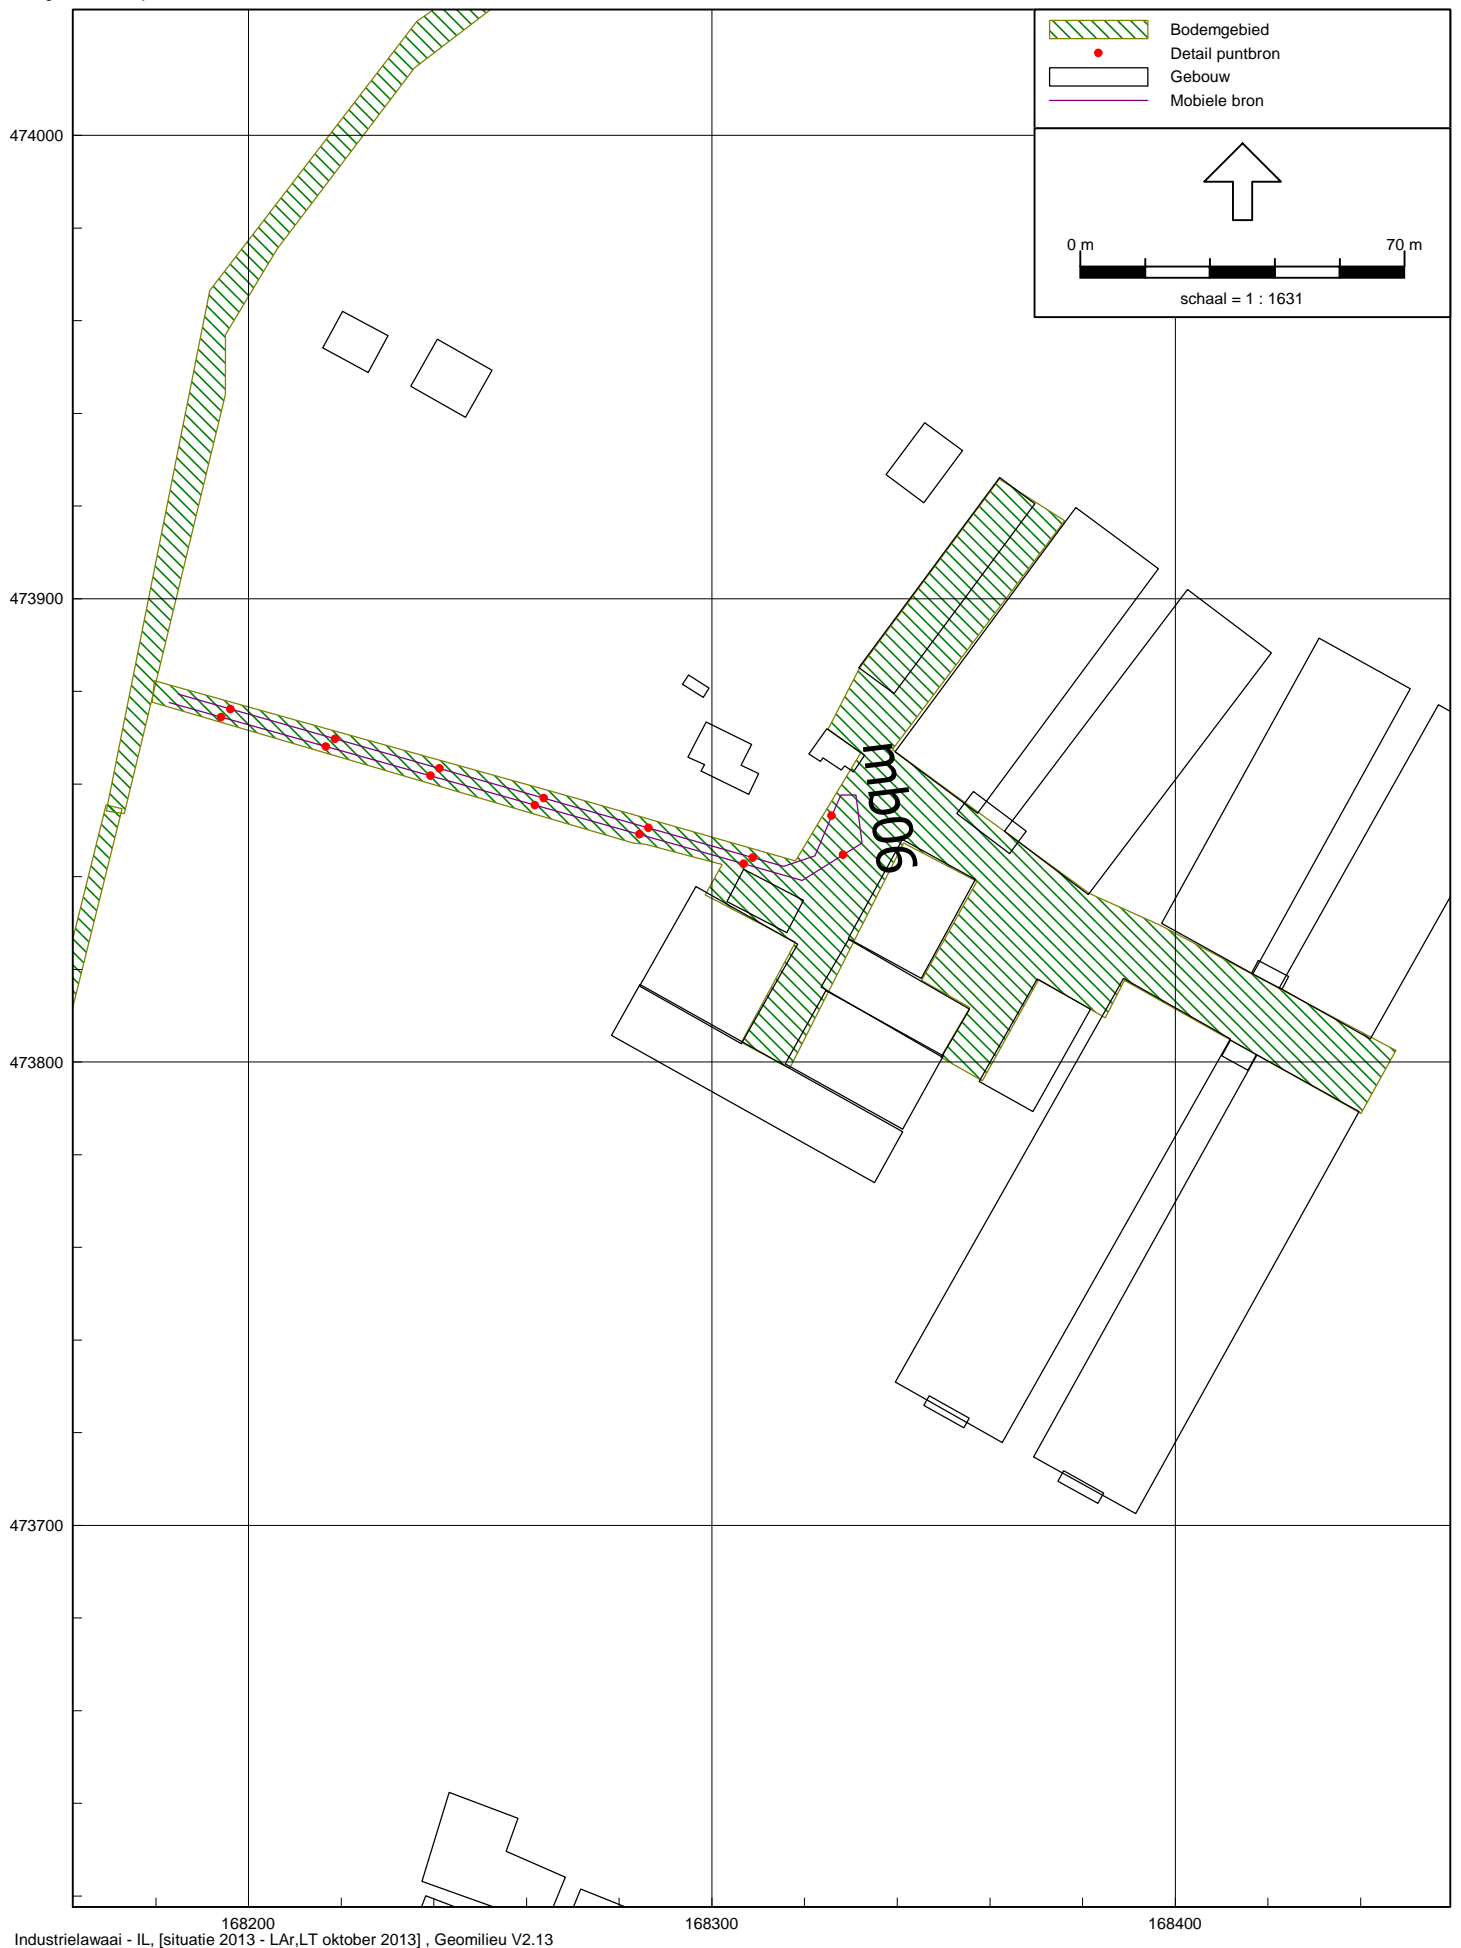 Bodemgebied
Detail puntbron
Gebouw
Mobiele bron
0 m 70 m
schaal = 1 : 1631
474000
473900
mb06
473800
473700
168200 168300 168400
Industrielawaai - IL, [situatie 2013 - LAr,LT oktober 2013] , Geomilieu V2.13